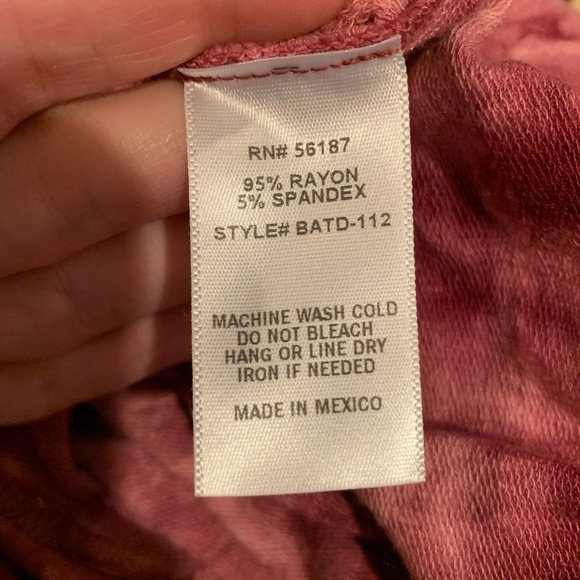 RN# 56187
95% RAYON
5% SPANDEX
STYLE# BATD-112
MACHINE WASH COLD
DO NOT BLEACH
HANG OR LINE DRY
IRON IF NEEDED
MADE IN MEXICO